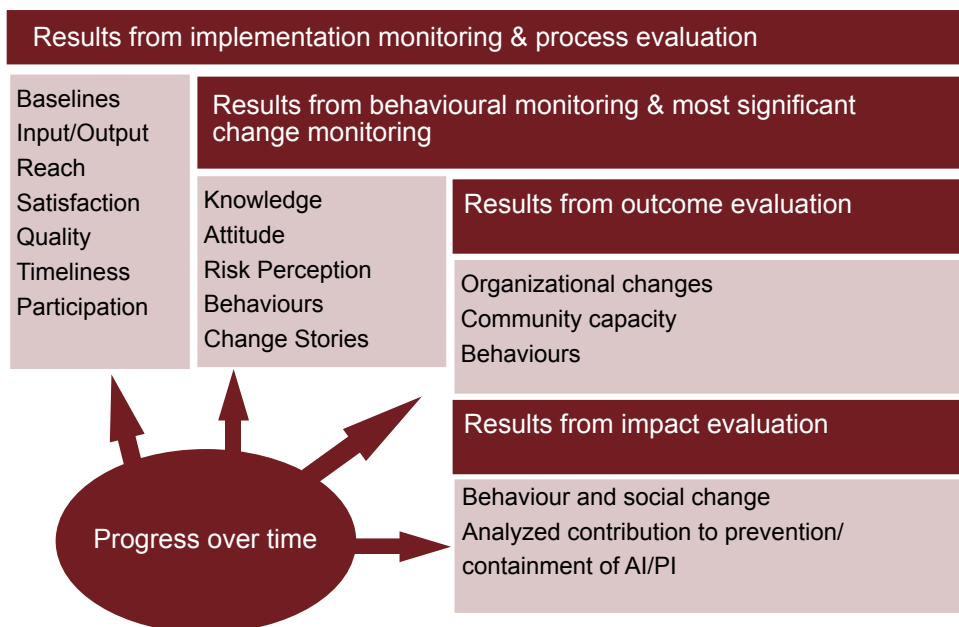 Results from implementation monitoring & process evaluation
Baselines
Input/Output
Reach
Satisfaction
Quality
Timeliness
Participation
Results from behavioural monitoring & most significant
change monitoring
Knowledge
Attitude
Risk Perception
Behaviours
Change Stories
Results from outcome evaluation
Organizational changes
Community capacity
Behaviours
Results from impact evaluation
Behaviour and social change
Analyzed contribution to prevention/
containment of AI/PI
Progress over time